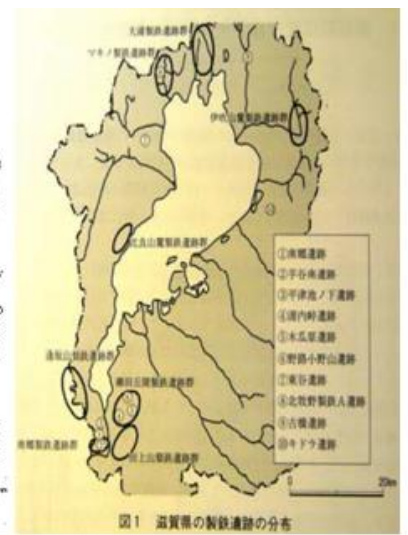 大浦製鉄遺跡群
マキノ製鉄遺跡群
伊吹山麓製鉄遺跡群
比良山麓製鉄遺跡群
①南郷遺跡
②芋谷南遺跡
③平津池ノ下遺跡
④源内峠遺跡
⑤木瓜原遺跡
⑥野路小野山遺跡
⑦東谷遺跡
⑧北牧野製鉄A遺跡
⑨古橋遺跡
⑩キドラ遺跡
逢坂山製鉄遺跡群
瀬田丘陵製鉄遺跡群
南郷製鉄遺跡群
田上山製鉄遺跡群
0 20km
図1 滋賀県の製鉄遺跡の分布